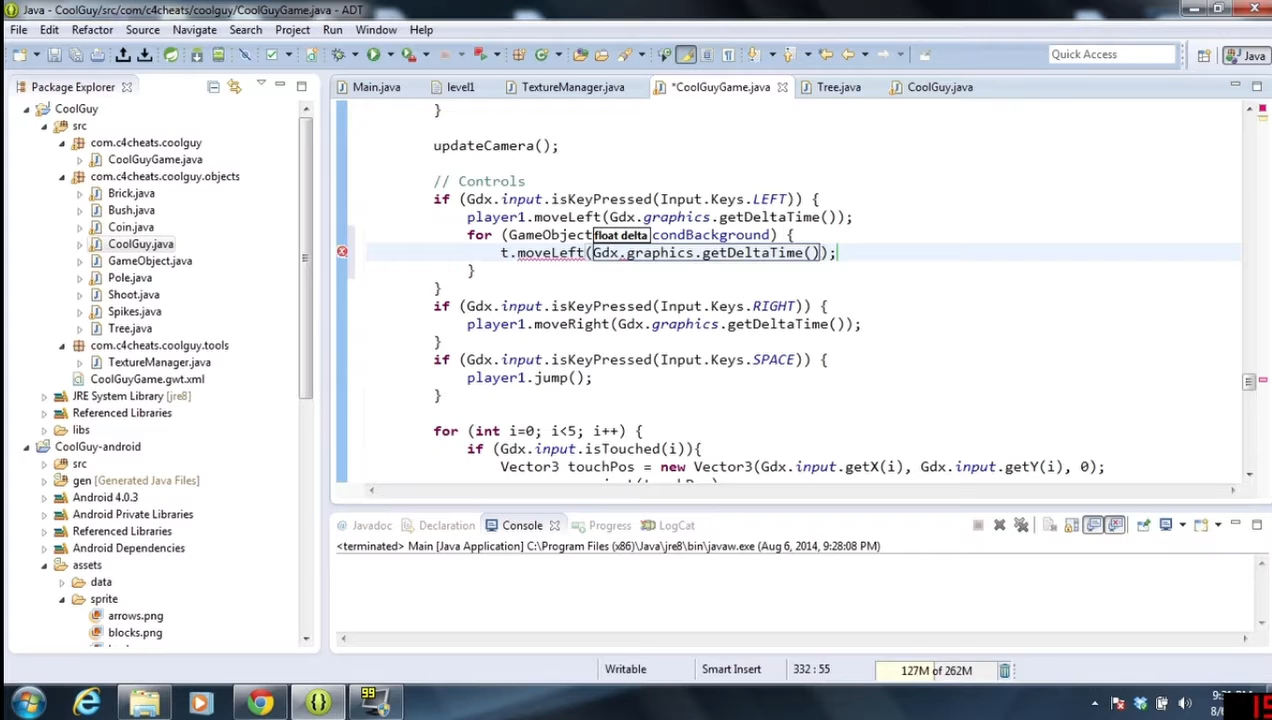 Java - CoolGuy/src/com/c4cheats/coolguy/CoolGuyGame.java - ADT
File Edit Refactor Source Navigate Search Project Run Window Help
Quick Access
Java
Package Explorer
CoolGuy
src
com.c4cheats.coolguy
CoolGuyGame.java
com.c4cheats.coolguy.objects
Brick.java
Bush.java
Coin.java
CoolGuy.java
GameObject.java
Pole.java
Shoot.java
Spikes.java
Tree.java
com.c4cheats.coolguy.tools
TextureManager.java
CoolGuyGame.gwt.xml
JRE System Library [jre8]
Referenced Libraries
libs
CoolGuy-android
src
gen [Generated Java Files]
Android 4.0.3
Android Private Libraries
Referenced Libraries
Android Dependencies
assets
data
sprite
arrows.png
blocks.png
Main.java level1 TextureManager.java *CoolGuyGame.java Tree.java CoolGuy.java
}
updateCamera();
// Controls
if (Gdx.input.isKeyPressed(Input.Keys.LEFT)) {
player1.moveLeft(Gdx.graphics.getDeltaTime());
for (GameObject float delta condBackground) {
t.moveLeft(Gdx.graphics.getDeltaTime());
}
}
if (Gdx.input.isKeyPressed(Input.Keys.RIGHT)) {
player1.moveRight(Gdx.graphics.getDeltaTime());
}
if (Gdx.input.isKeyPressed(Input.Keys.SPACE)) {
player1.jump();
}
for (int i=0; i<5; i++) {
if (Gdx.input.isTouched(i)){
Vector3 touchPos = new Vector3(Gdx.input.getX(i), Gdx.input.getY(i), 0);
Javadoc Declaration Console Progress LogCat
<terminated> Main [Java Application] C:\Program Files (x86)\Java\jre8\bin\javaw.exe (Aug 6, 2014, 9:28:08 PM)
Writable Smart Insert 332 : 55 127M of 262M
99